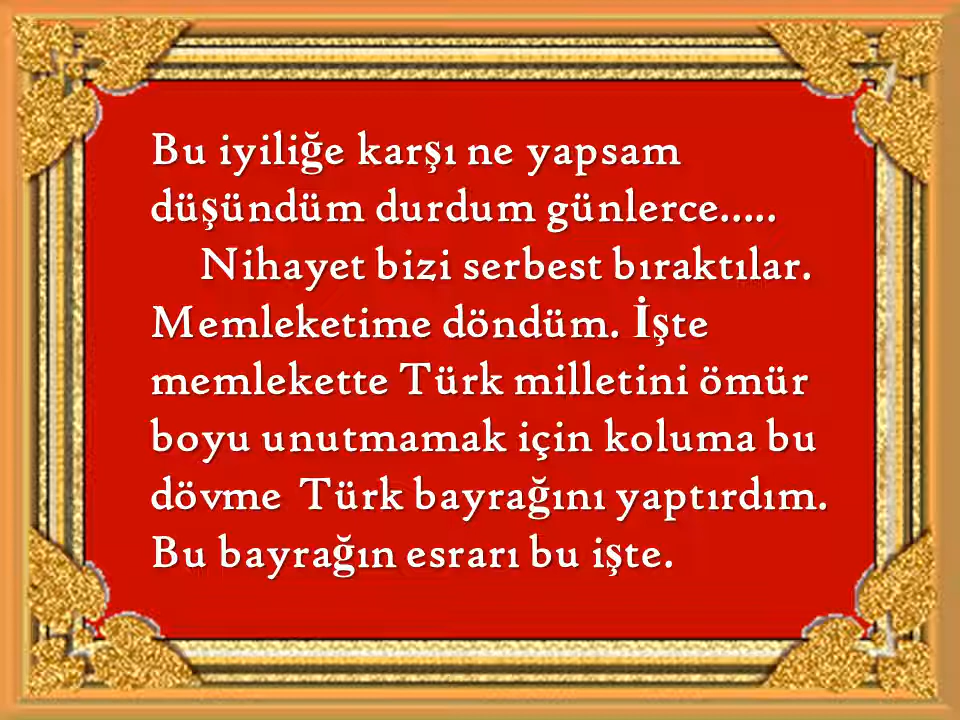 Bu iyiliğe karşı ne yapsam
düşündüm durdum günlerce.....
Nihayet bizi serbest bıraktılar.
Memleketime döndüm. İşte
memlekette Türk milletini ömür
boyu unutmamak için koluma bu
dövme Türk bayrağını yaptırdım.
Bu bayrağın esrarı bu işte.